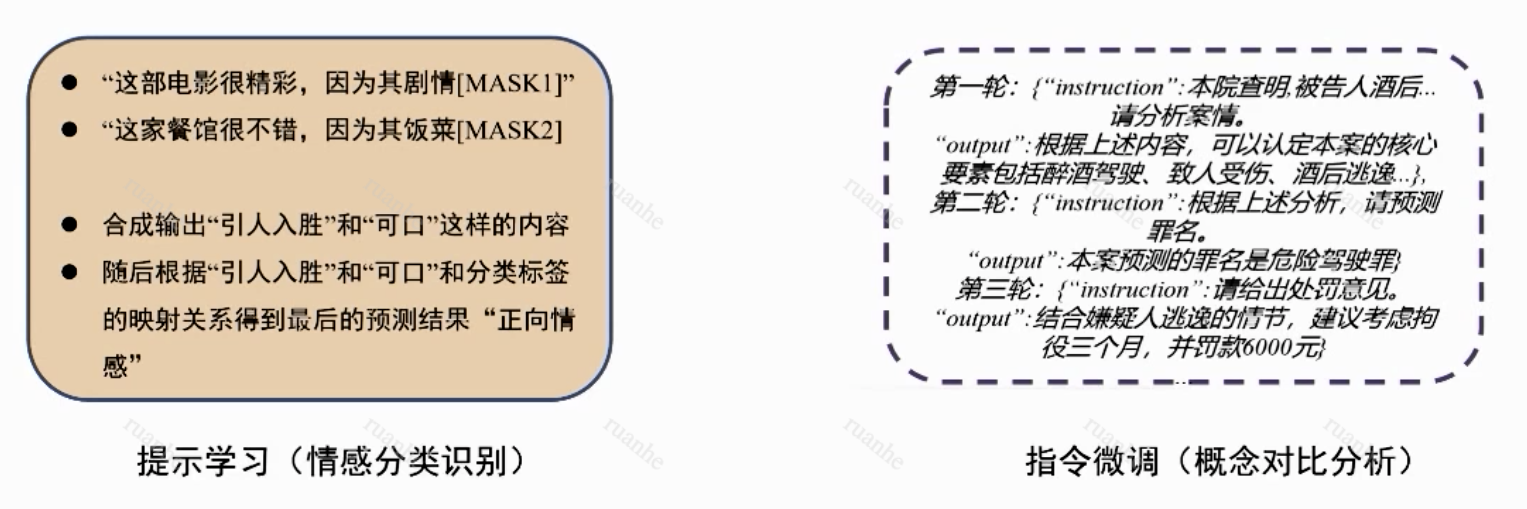 “这部电影很精彩，因为其剧情[MASK1]”
“这家餐馆很不错，因为其饭菜[MASK2]
合成输出“引人入胜”和“可口”这样的内容
随后根据“引人入胜”和“可口”和分类标签
的映射关系得到最后的预测结果“正向情
感”
提示学习（情感分类识别）
第一轮：{“instruction”:本院查明,被告人酒后...
请分析案情。
“output”:根据上述内容，可以认定本案的核心
要素包括醉酒驾驶、致人受伤、酒后逃逸...},
第二轮：{“instruction”:根据上述分析，请预测
罪名。
“output”:本案预测的罪名是危险驾驶罪}
第三轮：{“instruction”:请给出处罚意见。
“output”:结合嫌疑人逃逸的情节，建议考虑拘
役三个月，并罚款6000元}
...
指令微调（概念对比分析）
ruanhe
ruanhe
ruanhe
ruanhe
ruanhe
ruanhe
ruanhe
ruanhe
ruanhe
ruanhe
ruanhe
ruanhe